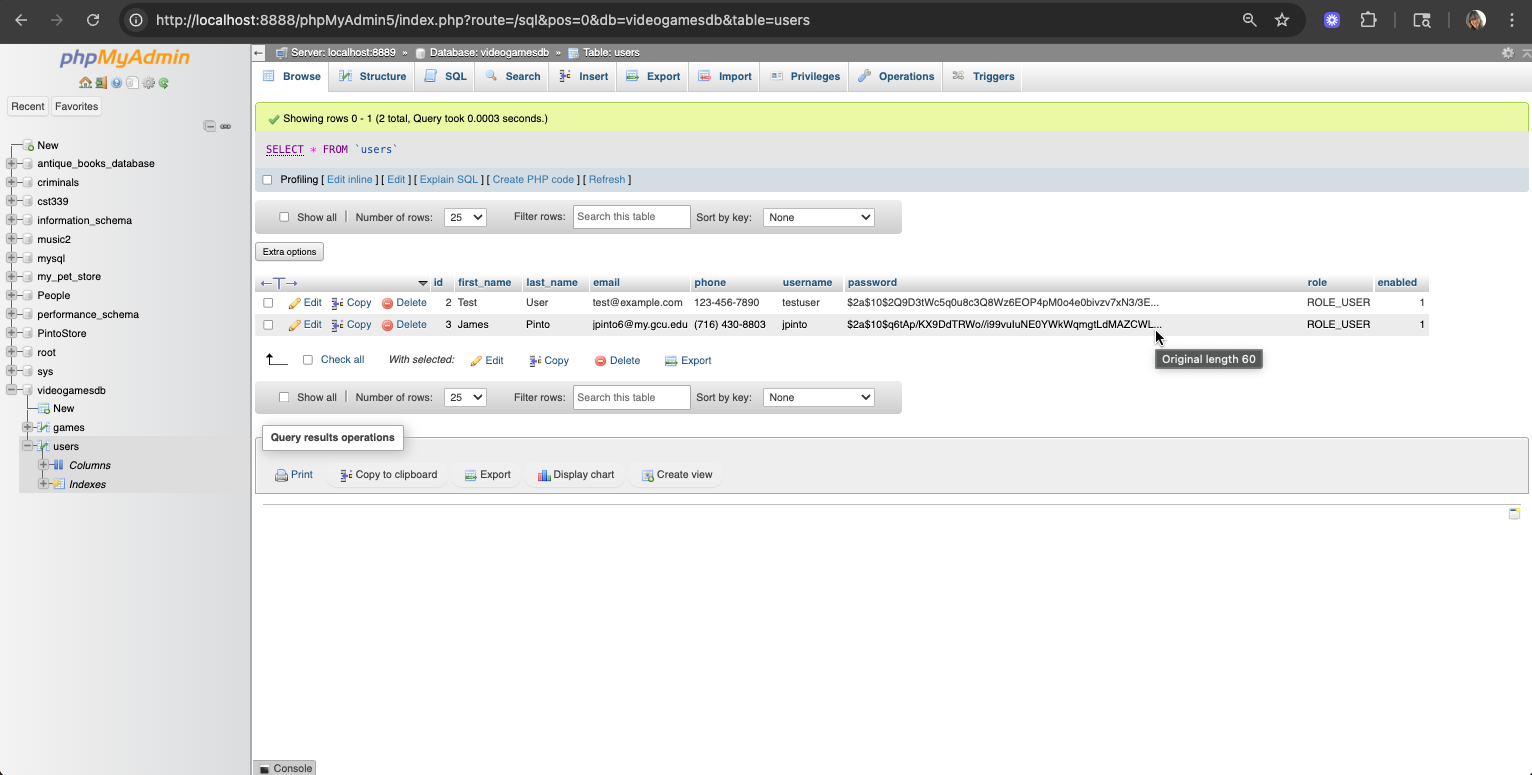 http://localhost:8888/phpMyAdmin5/index.php?route=/sql&pos=0&db=videogamesdb&table=users
phpMyAdmin
Recent Favorites
New
antique_books_database
criminals
cst339
information_schema
music2
mysql
my_pet_store
People
performance_schema
PintoStore
root
sys
videogamesdb
New
games
users
Columns
Indexes
Server: localhost:8889 » Database: videogamesdb » Table: users
Browse Structure SQL Search Insert Export Import Privileges Operations Triggers
Showing rows 0 - 1 (2 total, Query took 0.0003 seconds.)
SELECT * FROM `users`
Profiling [ Edit inline ] [ Edit ] [ Explain SQL ] [ Create PHP code ] [ Refresh ]
Show all | Number of rows: 25 Filter rows: Search this table Sort by key: None
Extra options
←T→ id first_name last_name email phone username password role enabled
Edit Copy Delete 2 Test User test@example.com 123-456-7890 testuser $2a$10$2Q9D3tWc5q0u8c3Q8Wz6EOP4pM0o4e0bivzv7xN3/3E... ROLE_USER 1
Edit Copy Delete 3 James Pinto jpinto6@my.gcu.edu (716) 430-8803 jpinto $2a$10$q6tAp/KX9DdTRWo//i99vuIuNE0YWkWqmgtLdMAZCWL... ROLE_USER 1
Original length 60
Check all With selected: Edit Copy Delete Export
Show all | Number of rows: 25 Filter rows: Search this table Sort by key: None
Query results operations
Print Copy to clipboard Export Display chart Create view
Console